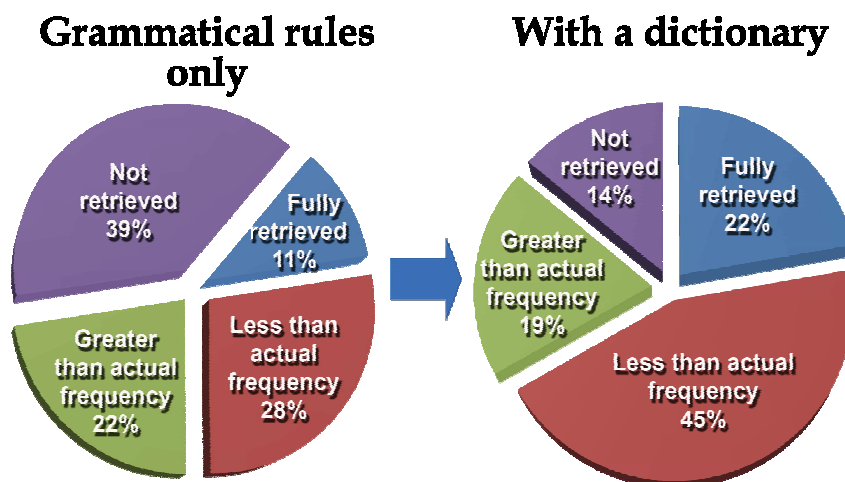 Grammatical rules
only
Not
retrieved
39%
Fully
retrieved
11%
Greater
than actual
frequency
22%
Less than
actual
frequency
28%
With a dictionary
Not
retrieved
14%
Fully
retrieved
22%
Greater
than actual
frequency
19%
Less than actual
frequency
45%